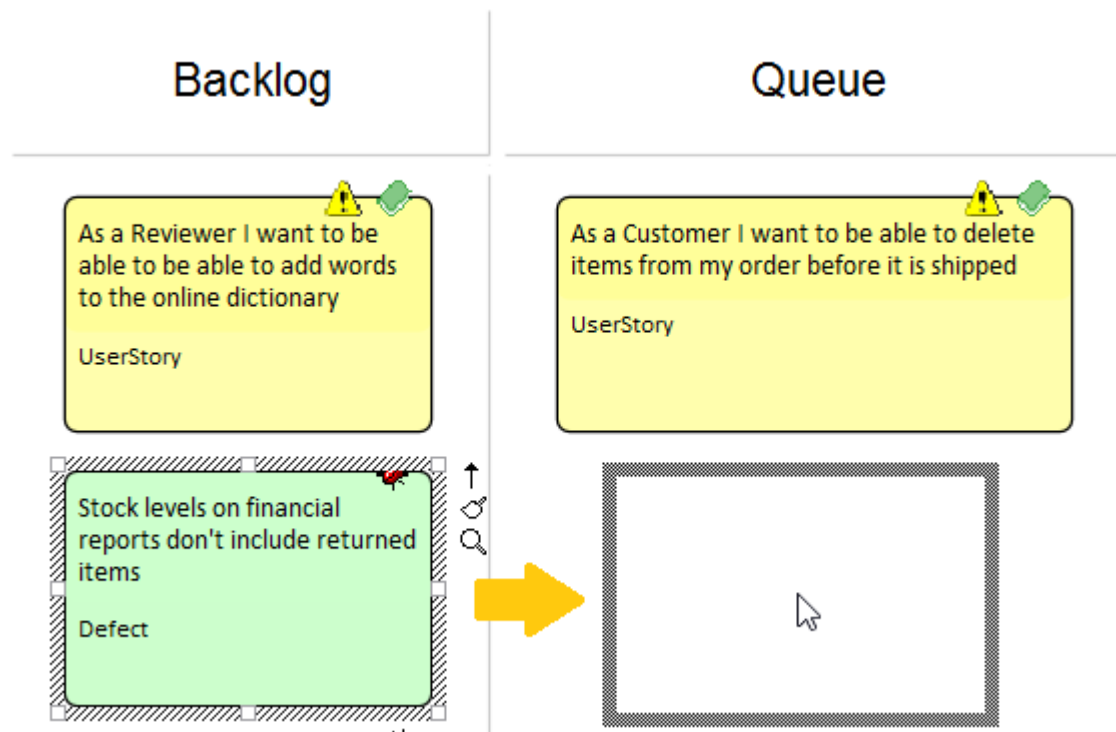 Backlog
Queue
As a Reviewer I want to be
able to be able to add words
to the online dictionary
UserStory
As a Customer I want to be able to delete
items from my order before it is shipped
UserStory
Stock levels on financial
reports don't include returned
items
Defect